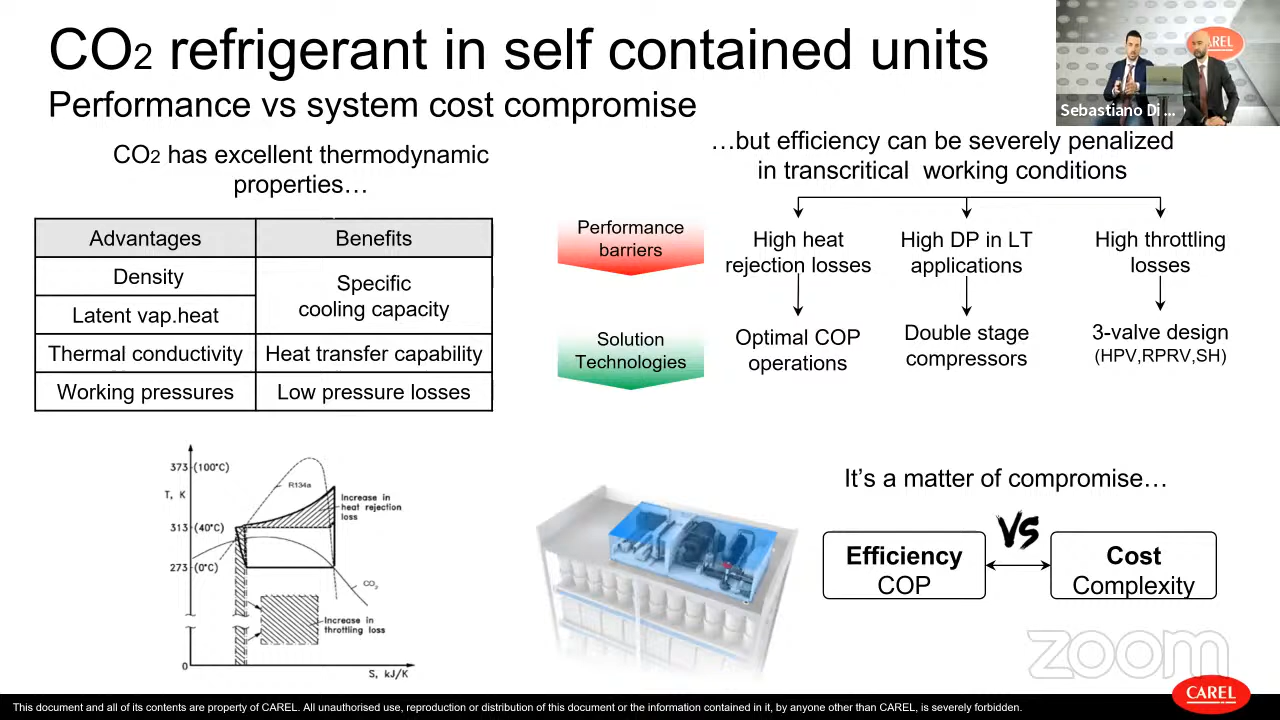 CO2 refrigerant in self contained units
Performance vs system cost compromise
CAREL
Sebastiano Di ...
CO2 has excellent thermodynamic
properties…
Advantages
Benefits
Density
Specific
cooling capacity
Latent vap.heat
Thermal conductivity
Heat transfer capability
Working pressures
Low pressure losses
…but efficiency can be severely penalized
in transcritical working conditions
Performance
barriers
High heat
rejection losses
High DP in LT
applications
High throttling
losses
Solution
Technologies
Optimal COP
operations
Double stage
compressors
3-valve design
(HPV,RPRV,SH)
373 (100°C)
T, K
R134a
Increase in
heat rejection
loss
313 (40°C)
273 (0°C)
CO2
Increase in
throttling loss
0
S, kJ/K
It's a matter of compromise…
VS
Efficiency
COP
Cost
Complexity
zoom
CAREL
This document and all of its contents are property of CAREL. All unauthorised use, reproduction or distribution of this document or the information contained in it, by anyone other than CAREL, is severely forbidden.